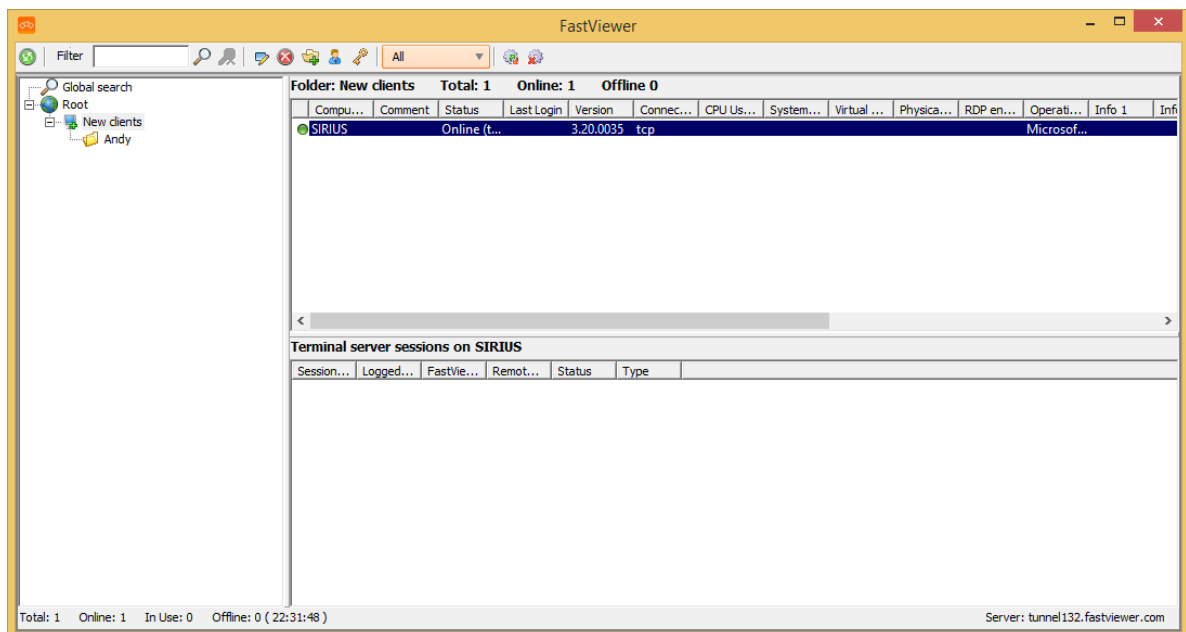 FastViewer
Filter All
Global search
Root
New clients
Andy
Folder: New clients Total: 1 Online: 1 Offline 0
Compu... Comment Status Last Login Version Connec... CPU Us... System... Virtual ... Physica... RDP en... Operati... Info 1 Inf
SIRIUS Online (t... 3.20.0035 tcp Microsof...
Terminal server sessions on SIRIUS
Session... Logged... FastVie... Remot... Status Type
Total: 1 Online: 1 In Use: 0 Offline: 0 ( 22:31:48 ) Server: tunnel132.fastviewer.com